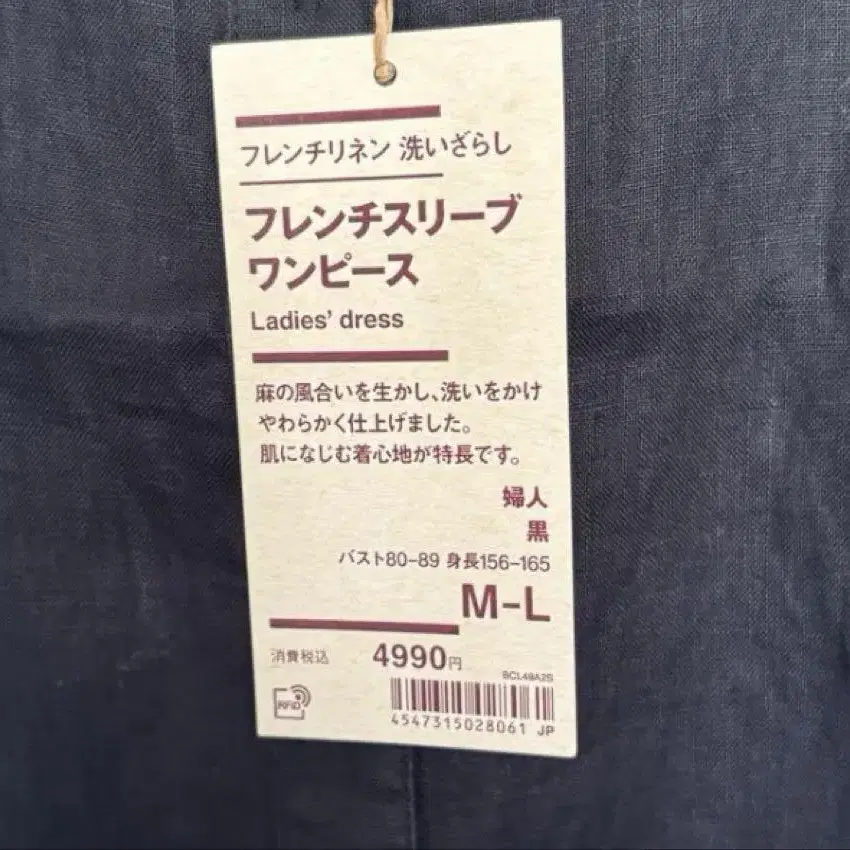 フレンチリネン 洗いざらし
フレンチスリーブ
ワンピース
Ladies' dress
麻の風合いを生かし、洗いをかけ
やわらかく仕上げました。
肌になじむ着心地が特長です。
婦人
黒
バスト80-89 身長156-165
M-L
消費税込 4990円
BCL49A2S
RFID
4547315028061 JP